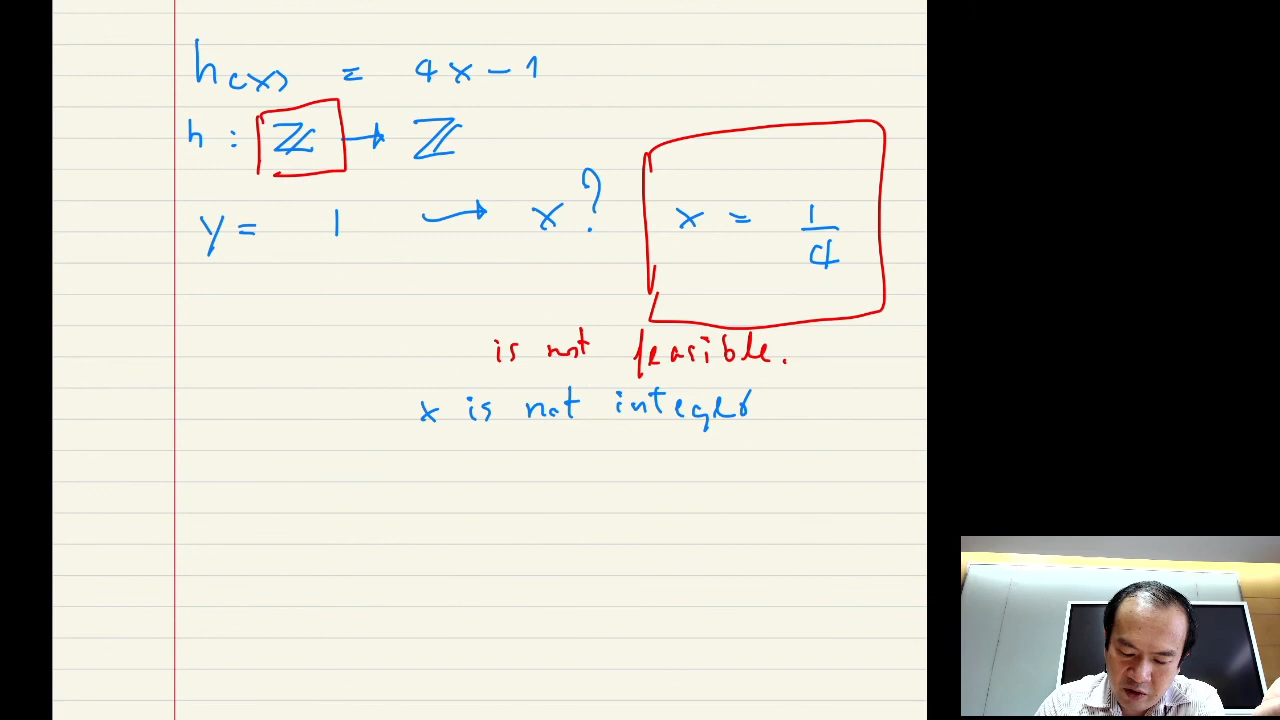 h(x) = 4x - 1
h : ℤ → ℤ
y = 1 → x? x = 1/4
is not feasible.
x is not integer